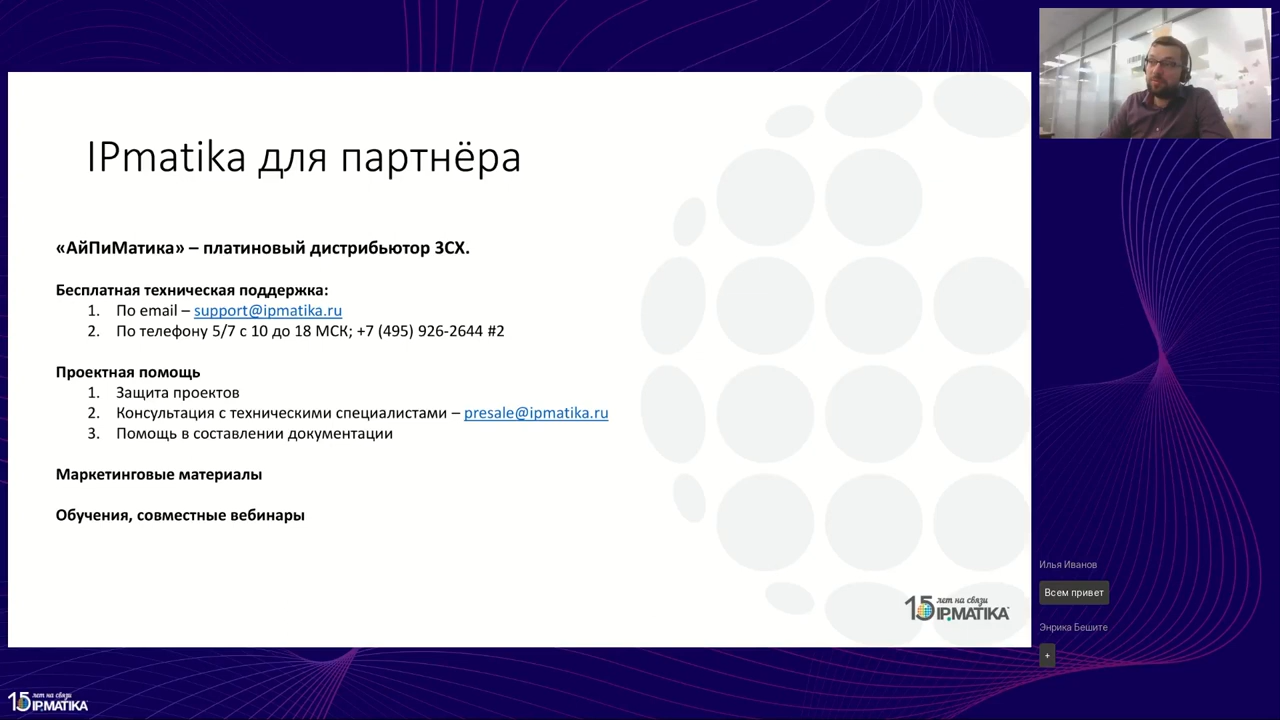 IPmatika для партнёра
«АйПиМатика» – платиновый дистрибьютор 3CX.
Бесплатная техническая поддержка:
1. По email – support@ipmatika.ru
2. По телефону 5/7 с 10 до 18 МСК; +7 (495) 926-2644 #2
Проектная помощь
1. Защита проектов
2. Консультация с техническими специалистами – presale@ipmatika.ru
3. Помощь в составлении документации
Маркетинговые материалы
Обучения, совместные вебинары
15 лет на связи
IPMATIKA
Илья Иванов
Всем привет
Энрика Бешите
+
15 лет на связи
IPMATIKA